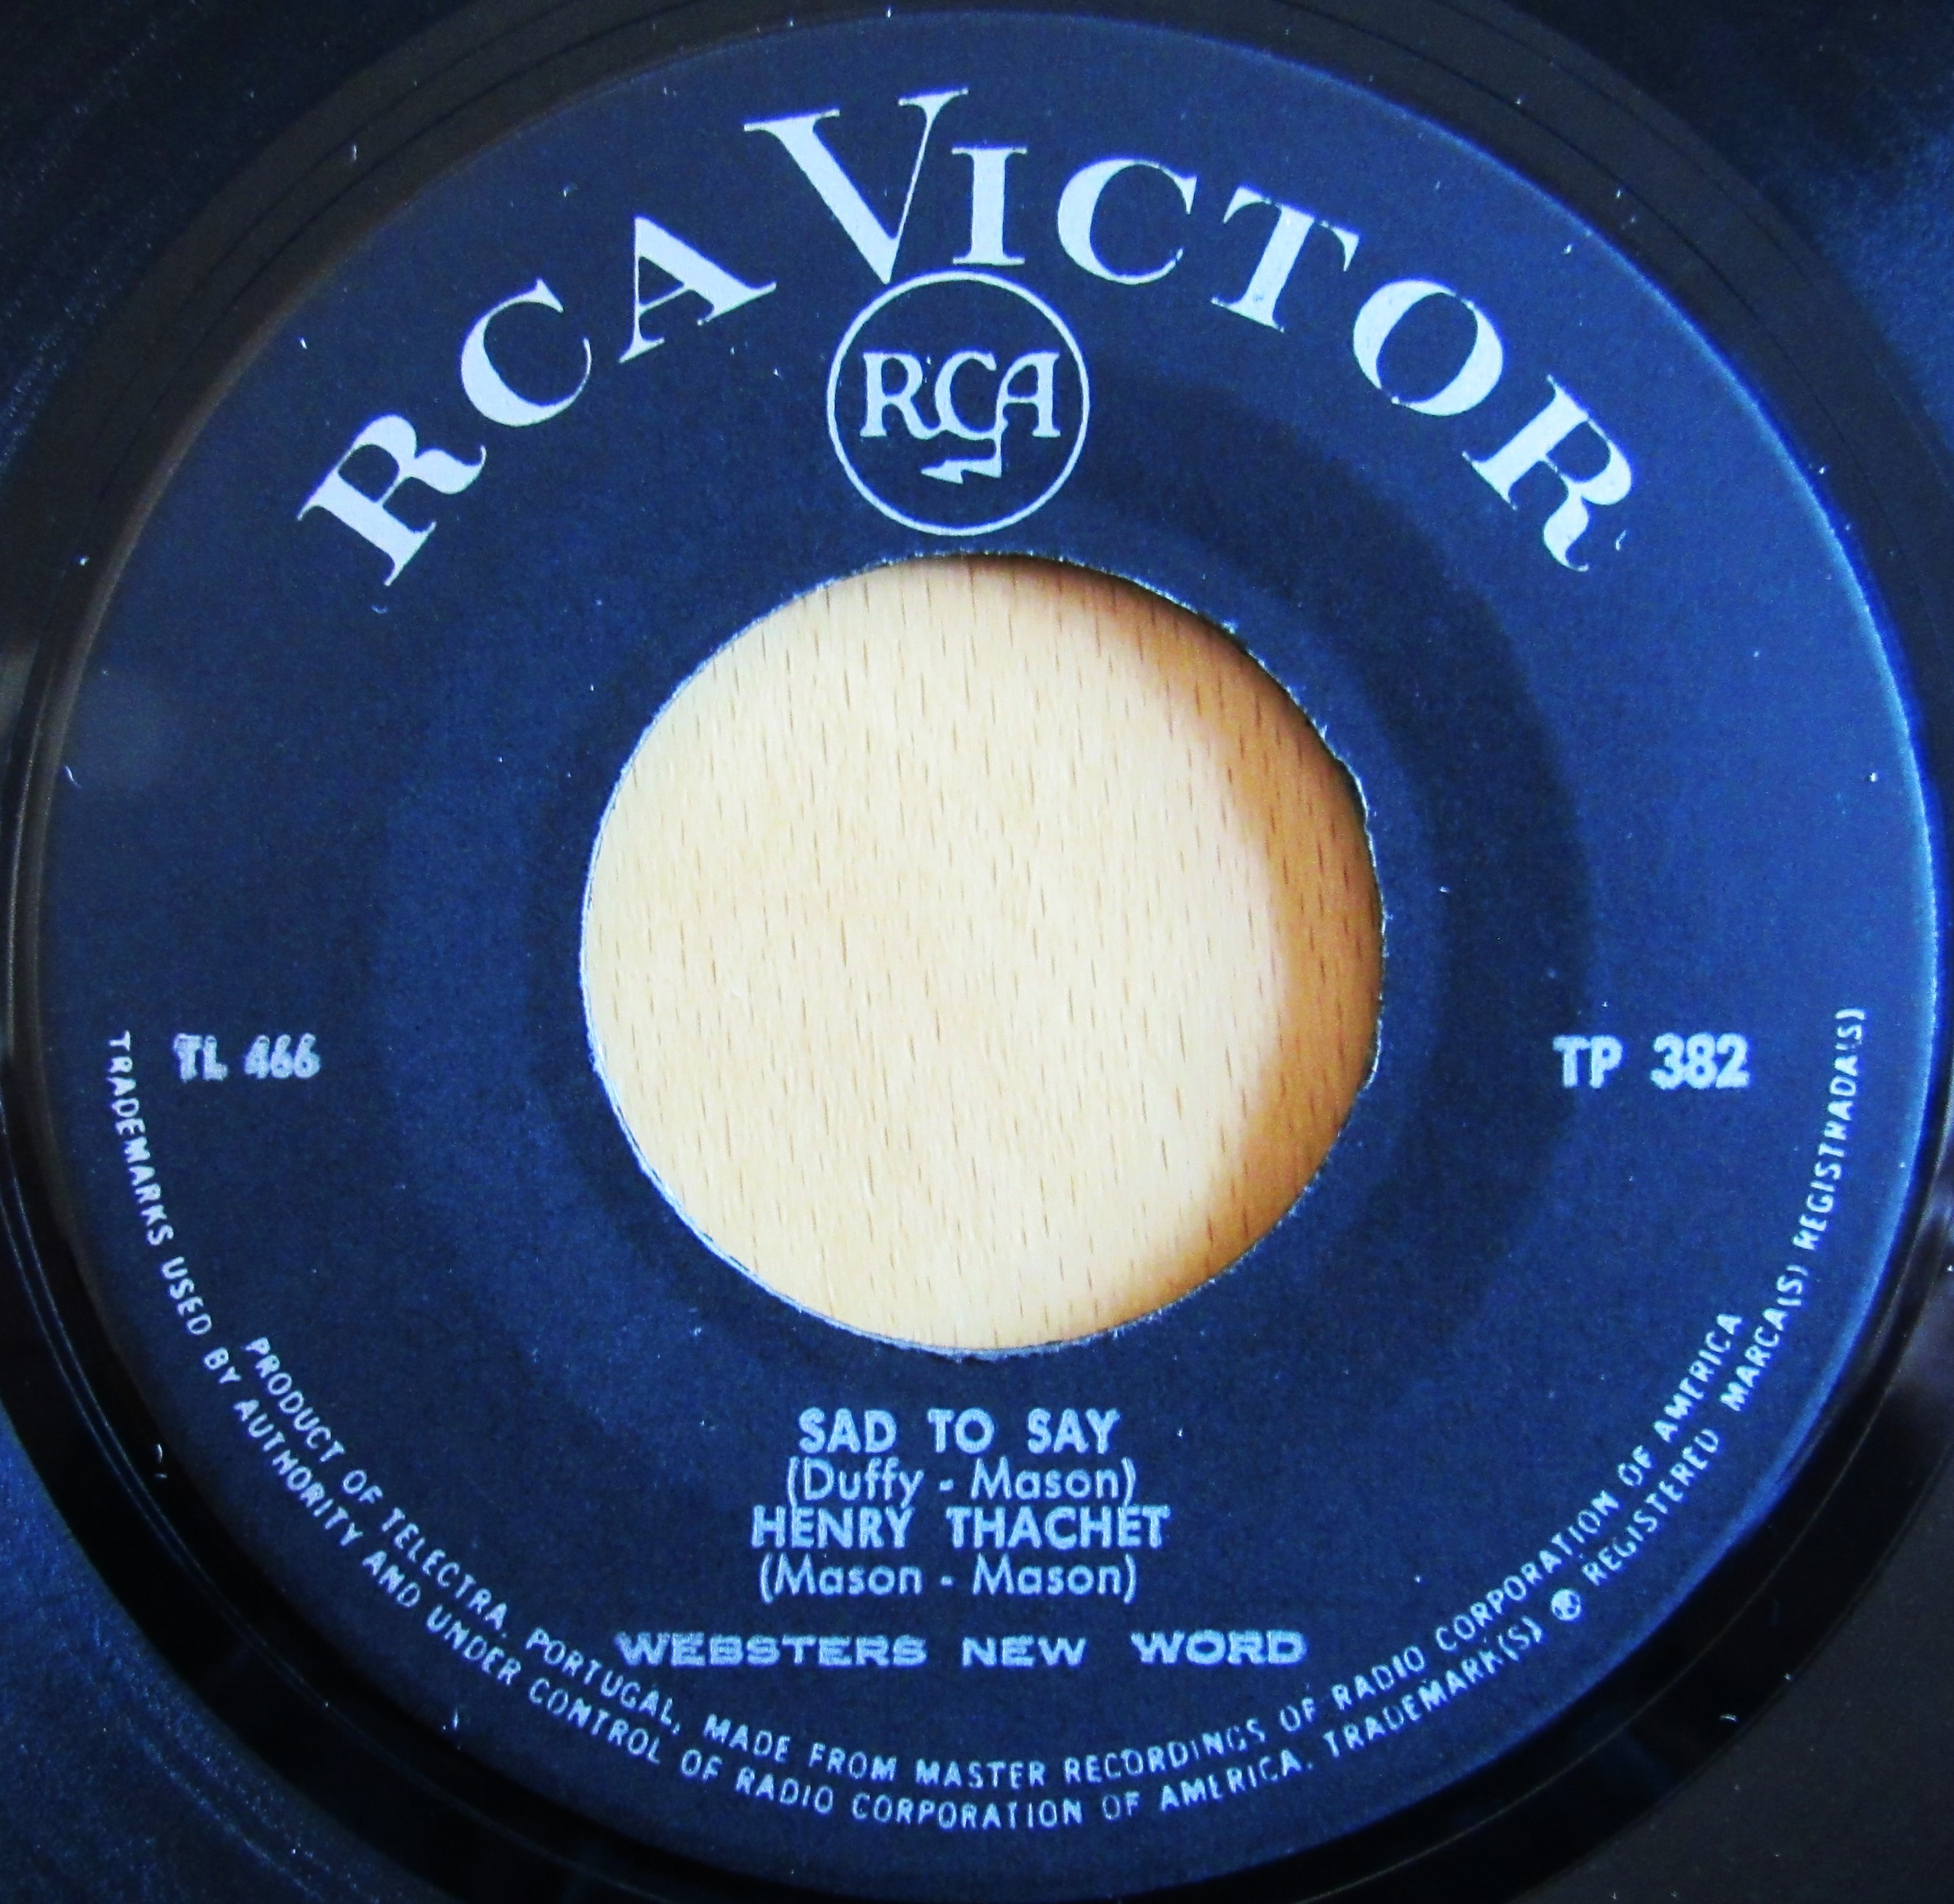 RCA VICTOR
RCA
TL 466
TP 382
SAD TO SAY
(Duffy - Mason)
HENRY THACHET
(Mason - Mason)
WEBSTERS NEW WORD
PRODUCT OF TELECTRA, PORTUGAL, MADE FROM MASTER RECORDINGS OF RADIO CORPORATION OF AMERICA
TRADEMARKS USED BY AUTHORITY AND UNDER CONTROL OF RADIO CORPORATION OF AMERICA. TRADEMARK(S) ® REGISTERED MARCA(S) REGISTRADA(S)